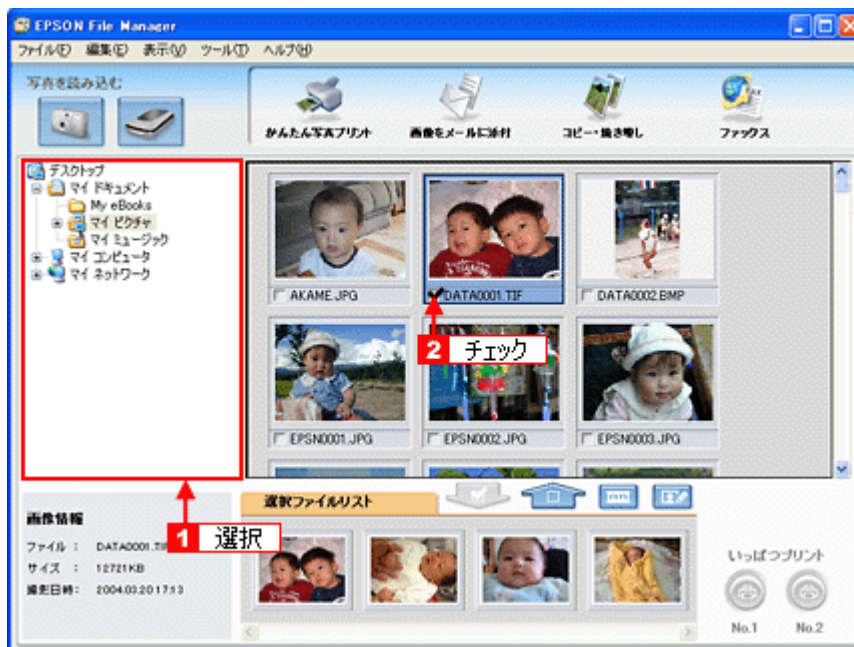 EPSON File Manager
ファイル(F) 編集(E) 表示(V) ツール(T) ヘルプ(H)
写真を読み込む
かんたん写真プリント 画像をメールに添付 コピー・焼き増し ファックス
デスクトップ
マイ ドキュメント
My eBooks
マイ ピクチャ
マイ ミュージック
マイ コンピュータ
マイ ネットワーク
AKAME.JPG DATA0001.TIF DATA0002.BMP
2 チェック
EPSN0001.JPG EPSN0002.JPG EPSN0003.JPG
1 選択
選択ファイルリスト
画像情報
ファイル : DATA0001.TIF
サイズ : 12721KB
撮影日時: 2004.03.20 17:13
いっぱつプリント
No.1 No.2